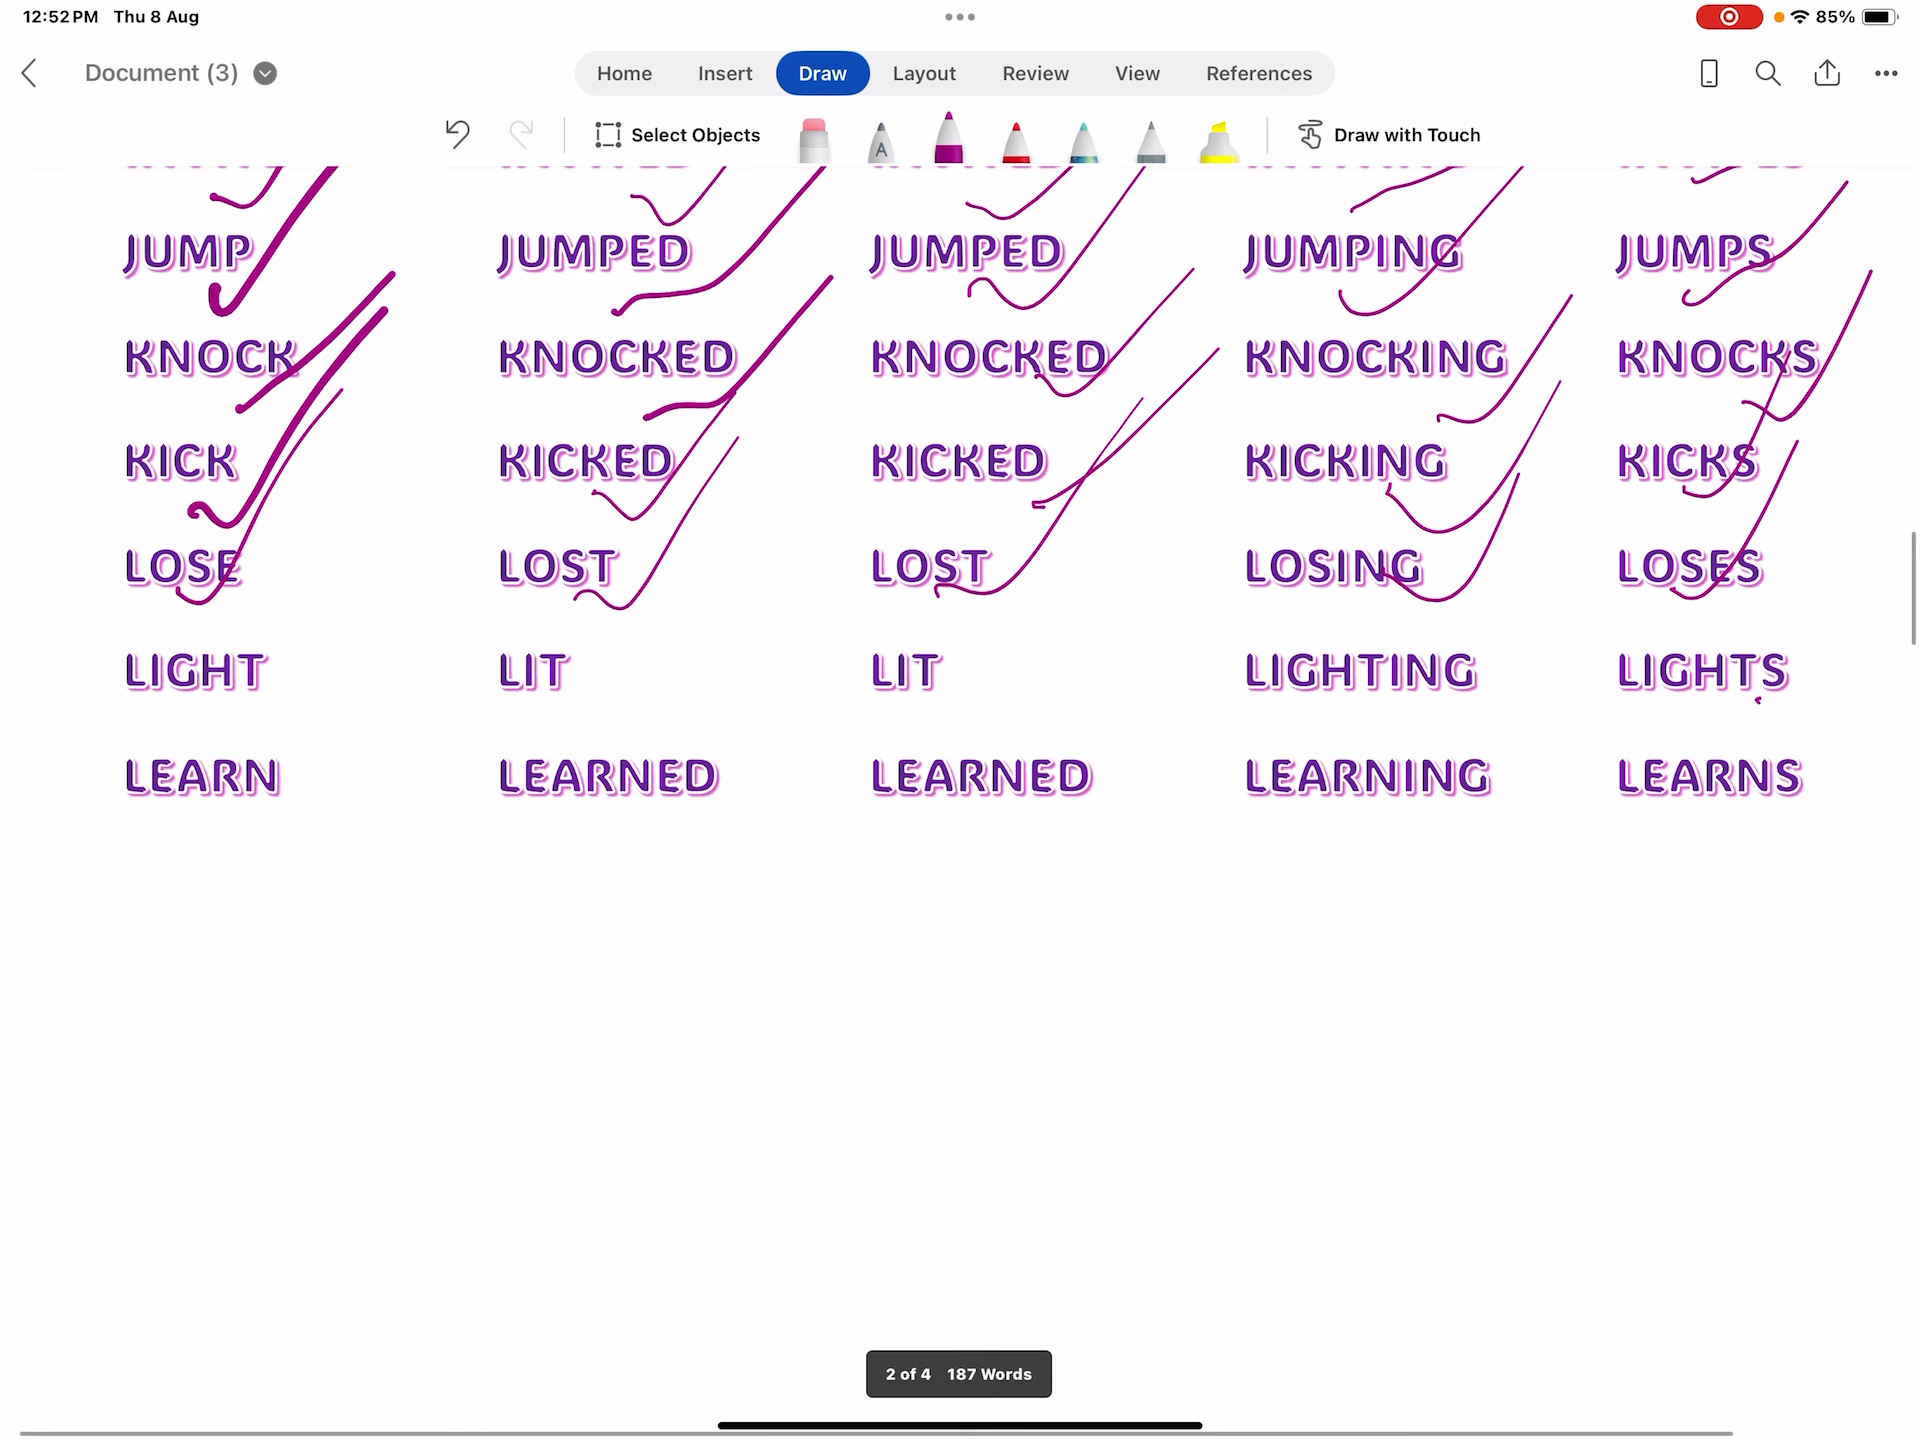 12:52 PM Thu 8 Aug 85%
Document (3) Home Insert Draw Layout Review View References
Select Objects A Draw with Touch
JUMP JUMPED JUMPED JUMPING JUMPS
KNOCK KNOCKED KNOCKED KNOCKING KNOCKS
KICK KICKED KICKED KICKING KICKS
LOSE LOST LOST LOSING LOSES
LIGHT LIT LIT LIGHTING LIGHTS
LEARN LEARNED LEARNED LEARNING LEARNS
2 of 4 187 Words